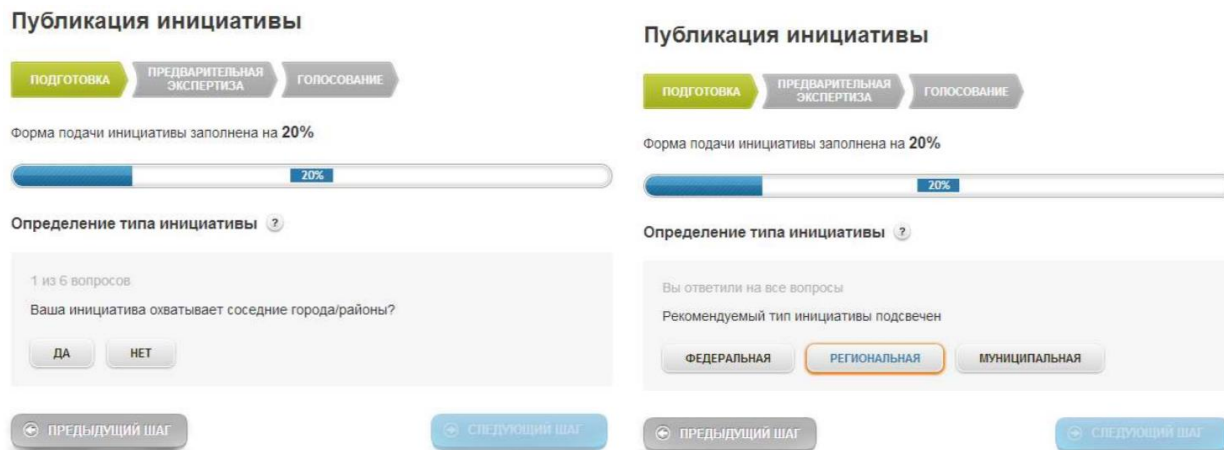 Публикация инициативы
ПОДГОТОВКА
ПРЕДВАРИТЕЛЬНАЯ
ЭКСПЕРТИЗА
ГОЛОСОВАНИЕ
Форма подачи инициативы заполнена на 20%
20%
Определение типа инициативы ?
1 из 6 вопросов
Ваша инициатива охватывает соседние города/районы?
ДА НЕТ
ПРЕДЫДУЩИЙ ШАГ СЛЕДУЮЩИЙ ШАГ
Публикация инициативы
ПОДГОТОВКА
ПРЕДВАРИТЕЛЬНАЯ
ЭКСПЕРТИЗА
ГОЛОСОВАНИЕ
Форма подачи инициативы заполнена на 20%
20%
Определение типа инициативы ?
Вы ответили на все вопросы
Рекомендуемый тип инициативы подсвечен
ФЕДЕРАЛЬНАЯ РЕГИОНАЛЬНАЯ МУНИЦИПАЛЬНАЯ
ПРЕДЫДУЩИЙ ШАГ СЛЕДУЮЩИЙ ШАГ